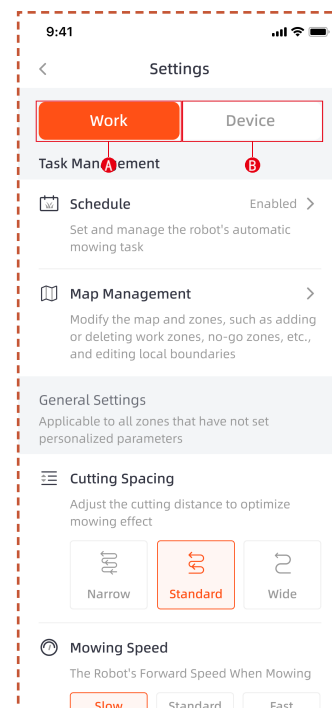 9:41
Settings
Work Device
Task Management
A B
Schedule Enabled
Set and manage the robot's automatic
mowing task
Map Management
Modify the map and zones, such as adding
or deleting work zones, no-go zones, etc.,
and editing local boundaries
General Settings
Applicable to all zones that have not set
personalized parameters
Cutting Spacing
Adjust the cutting distance to optimize
mowing effect
Narrow Standard Wide
Mowing Speed
The Robot's Forward Speed When Mowing
Slow Standard Fast